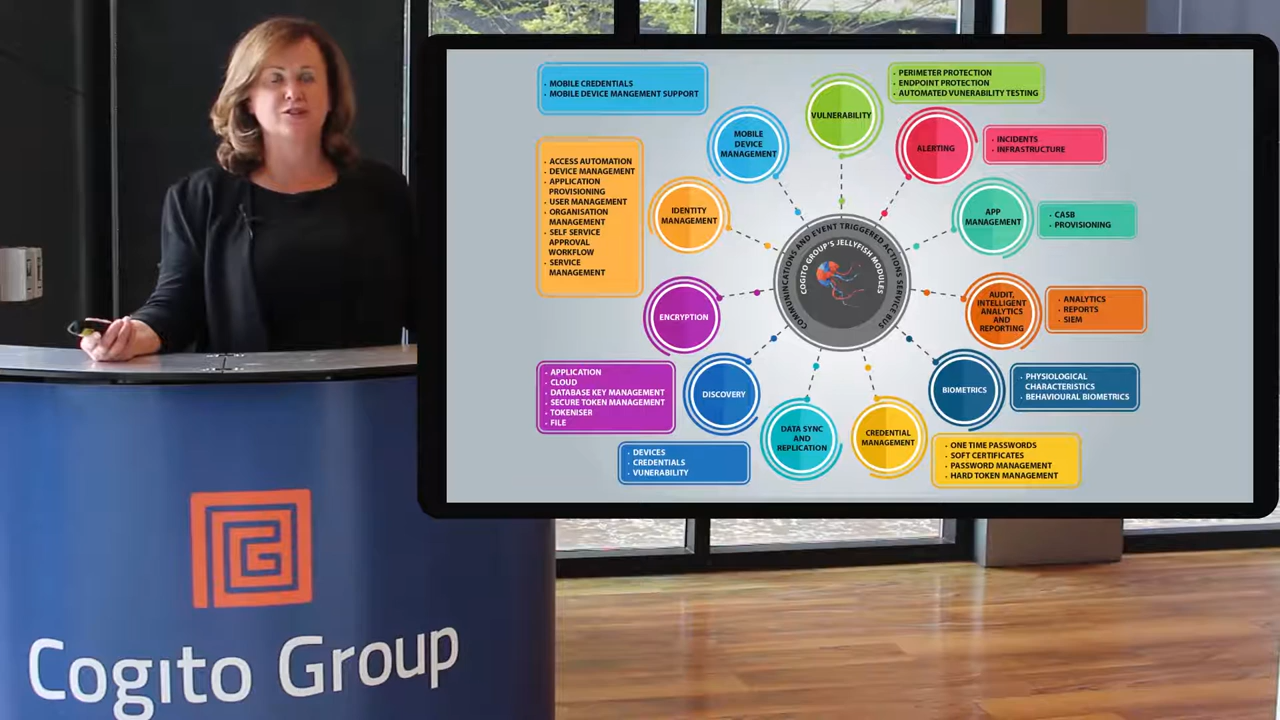 · MOBILE CREDENTIALS
· MOBILE DEVICE MANGEMENT SUPPORT
MOBILE
DEVICE
MANAGEMENT
VULNERABILITY
· PERIMETER PROTECTION
· ENDPOINT PROTECTION
· AUTOMATED VUNERABILITY TESTING
ALERTING
· INCIDENTS
· INFRASTRUCTURE
· ACCESS AUTOMATION
· DEVICE MANAGEMENT
· APPLICATION
PROVISIONING
· USER MANAGEMENT
· ORGANISATION
MANAGEMENT
· SELF SERVICE
APPROVAL
WORKFLOW
· SERVICE
MANAGEMENT
IDENTITY
MANAGEMENT
APP
MANAGEMENT
· CASB
· PROVISIONING
COMMUNINCATIONS AND EVENT TRIGGERED ACTIONS SERVICE BUS
COGITO GROUP'S JELLYFISH MODULES
ENCRYPTION
AUDIT,
INTELLIGENT
ANALYTICS
AND
REPORTING
· ANALYTICS
· REPORTS
· SIEM
· APPLICATION
· CLOUD
· DATABASE KEY MANAGEMENT
· SECURE TOKEN MANAGEMENT
· TOKENISER
· FILE
DISCOVERY
BIOMETRICS
· PHYSIOLOGICAL
CHARACTERISTICS
· BEHAVIOURAL BIOMETRICS
· DEVICES
· CREDENTIALS
· VUNERABILITY
DATA SYNC
AND
REPLICATION
CREDENTIAL
MANAGEMENT
· ONE TIME PASSWORDS
· SOFT CERTIFICATES
· PASSWORD MANAGEMENT
· HARD TOKEN MANAGEMENT
Cogito Group